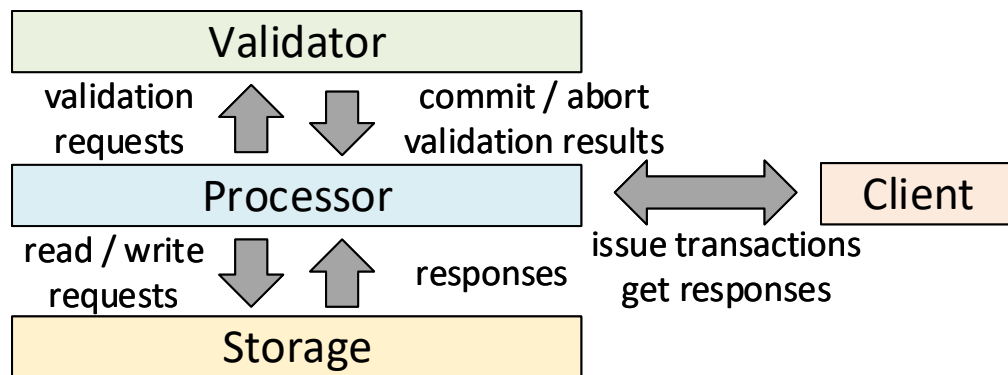 Validator
validation
requests
commit / abort
validation results
Processor
Client
read / write
requests
responses
issue transactions
get responses
Storage